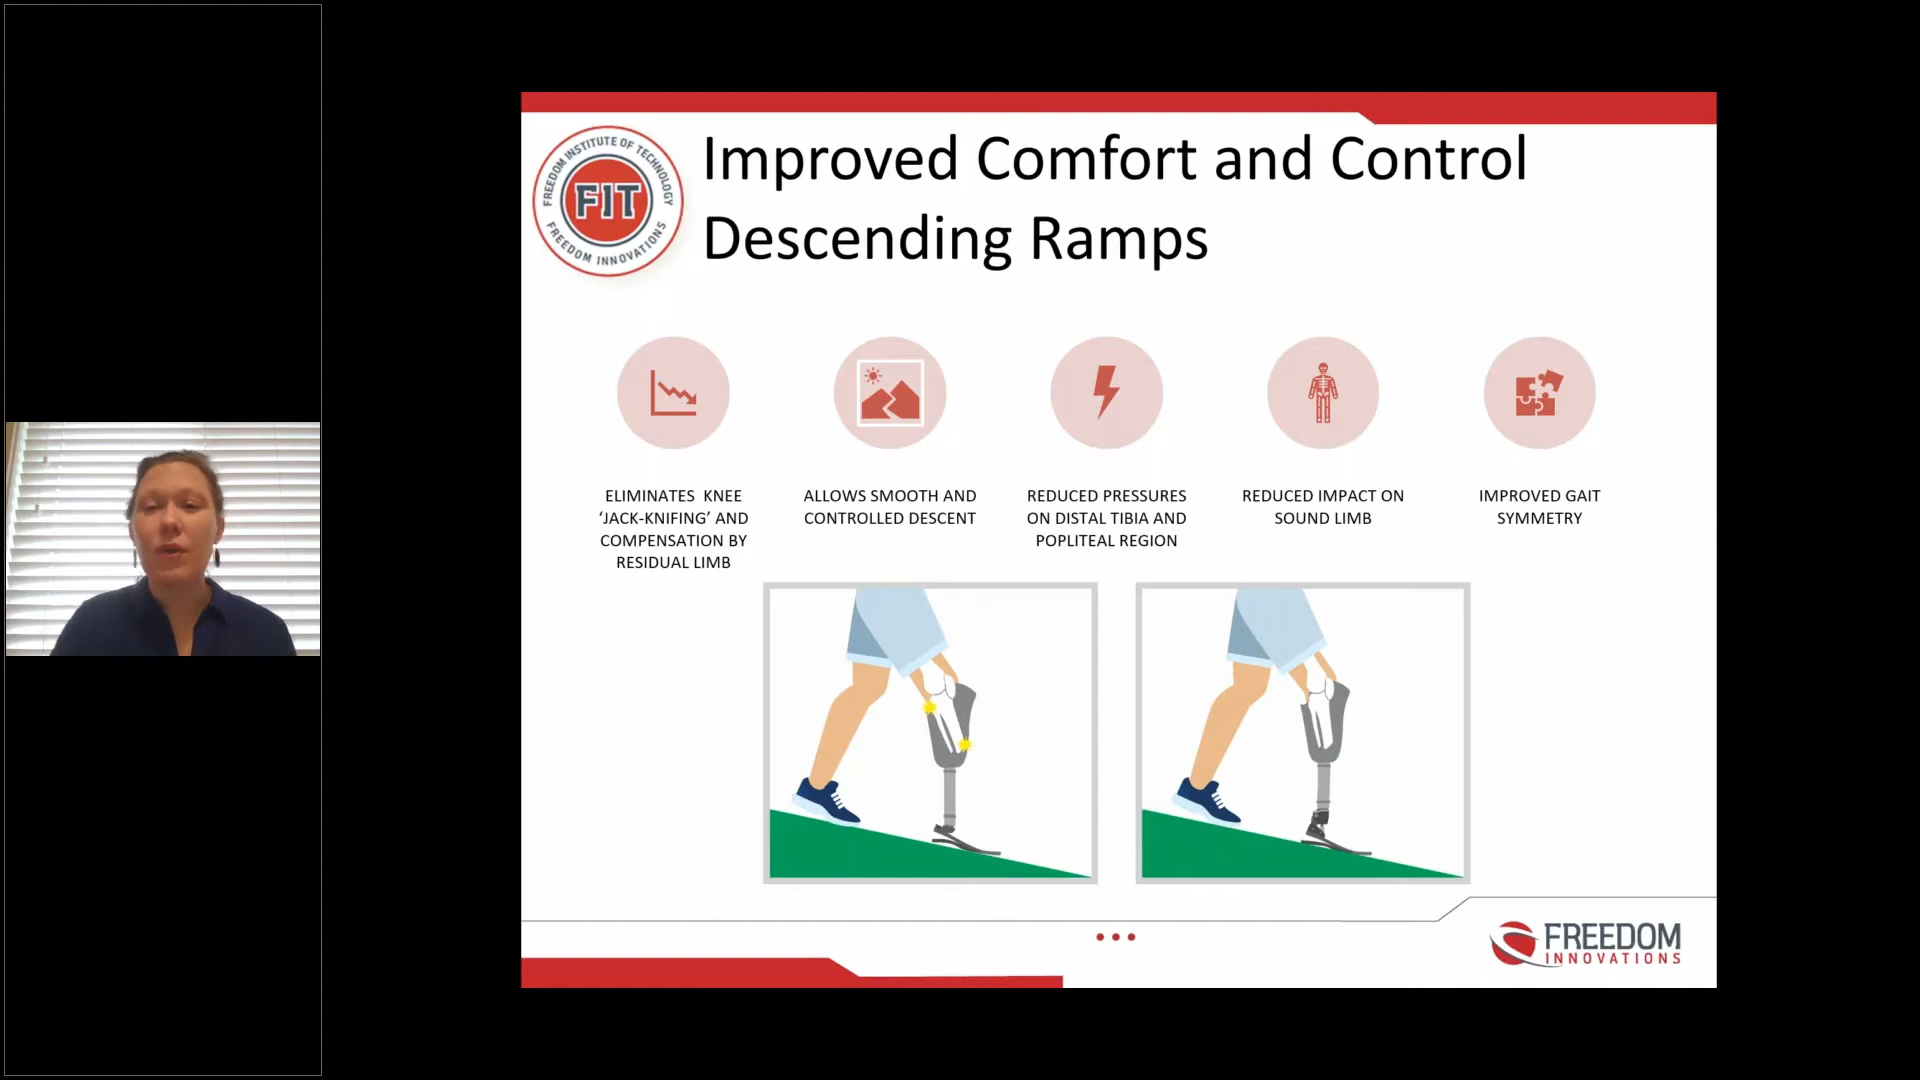 FREEDOM INSTITUTE OF TECHNOLOGY
FIT
FREEDOM INNOVATIONS
Improved Comfort and Control
Descending Ramps
ELIMINATES KNEE
‘JACK-KNIFING’ AND
COMPENSATION BY
RESIDUAL LIMB
ALLOWS SMOOTH AND
CONTROLLED DESCENT
REDUCED PRESSURES
ON DISTAL TIBIA AND
POPLITEAL REGION
REDUCED IMPACT ON
SOUND LIMB
IMPROVED GAIT
SYMMETRY
FREEDOM
INNOVATIONS